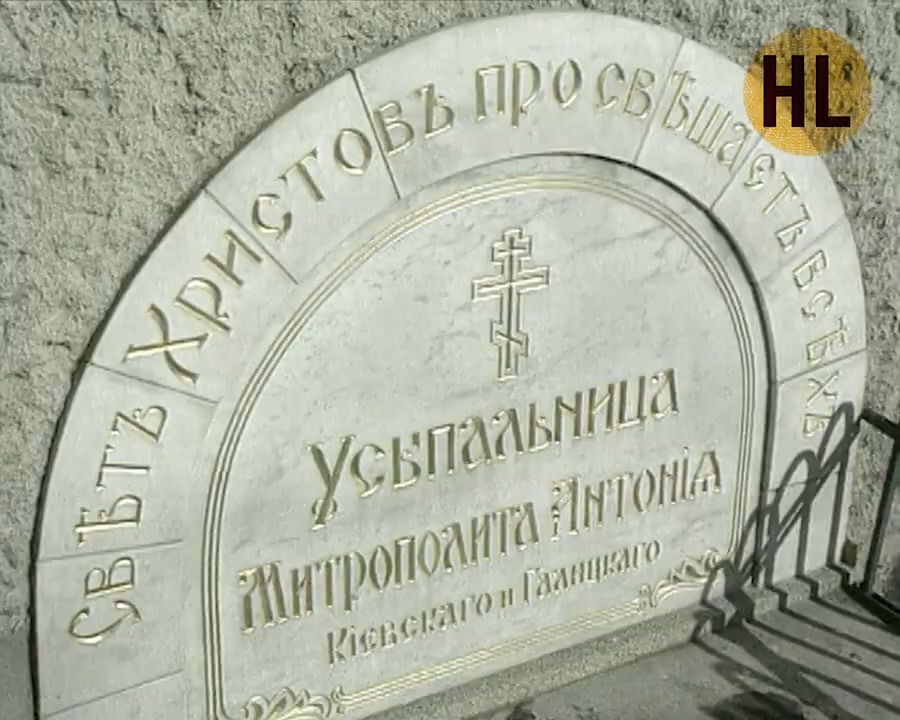 Свѣтъ Христовъ просвѣщаетъ всѣхъ
Усыпальница
Митрополита Антонія
Кіевскаго и Галицкаго
HL